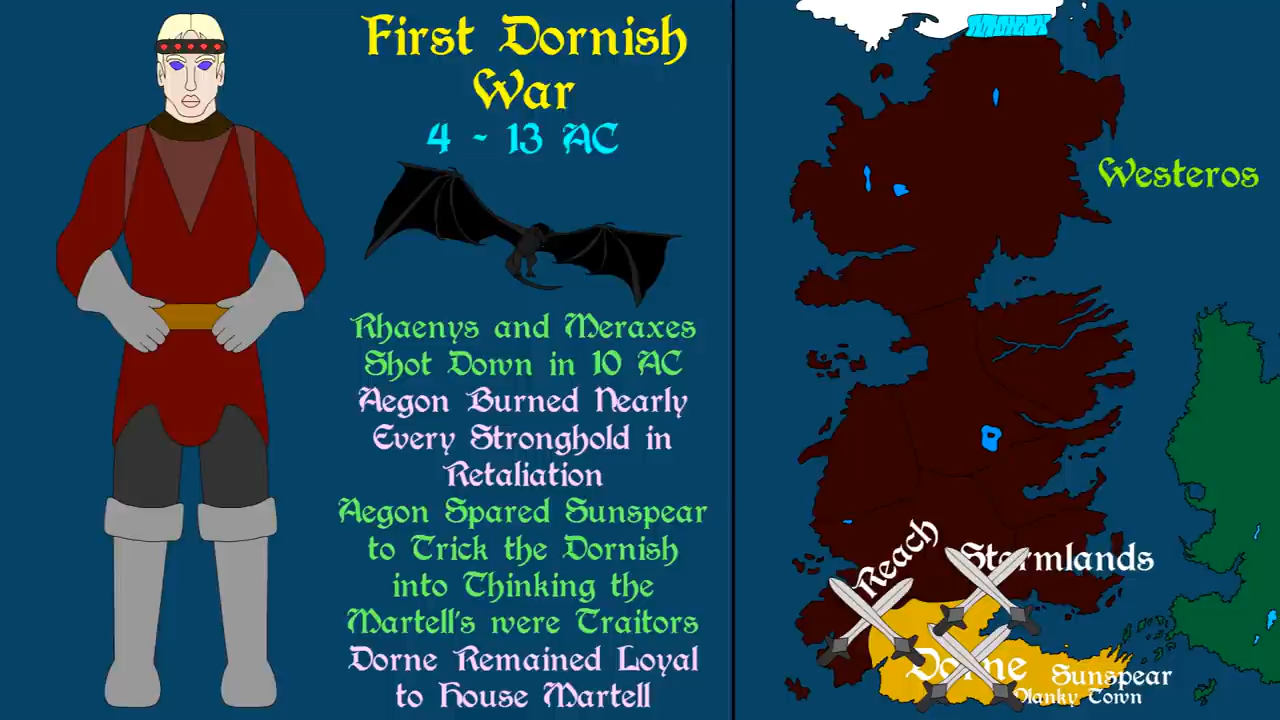 First Dornish
War
4 - 13 AC
Rhaenys and Meraxes
Shot Down in 10 AC
Aegon Burned Nearly
Every Stronghold in
Retaliation
Aegon Spared Sunspear
to Trick the Dornish
into Thinking the
Martell's were Traitors
Dorne Remained Loyal
to House Martell
Westeros
Reach
Stormlands
Dorne
Sunspear
Planky Town